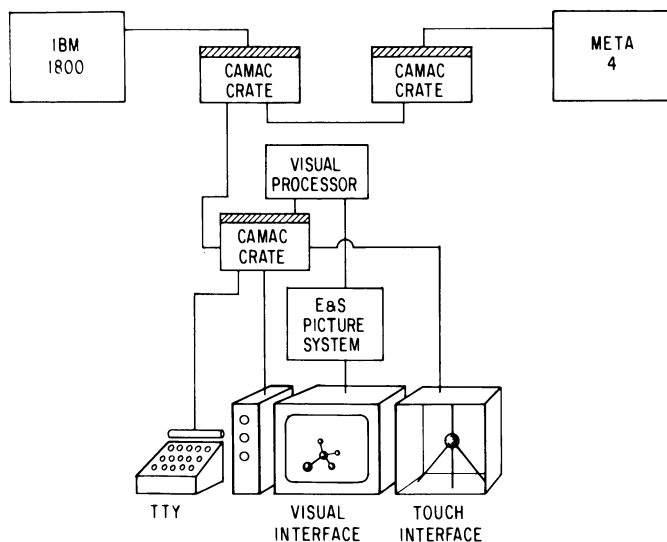 IBM
1800
CAMAC
CRATE
CAMAC
CRATE
META
4
VISUAL
PROCESSOR
CAMAC
CRATE
E&S
PICTURE
SYSTEM
TTY
VISUAL
INTERFACE
TOUCH
INTERFACE